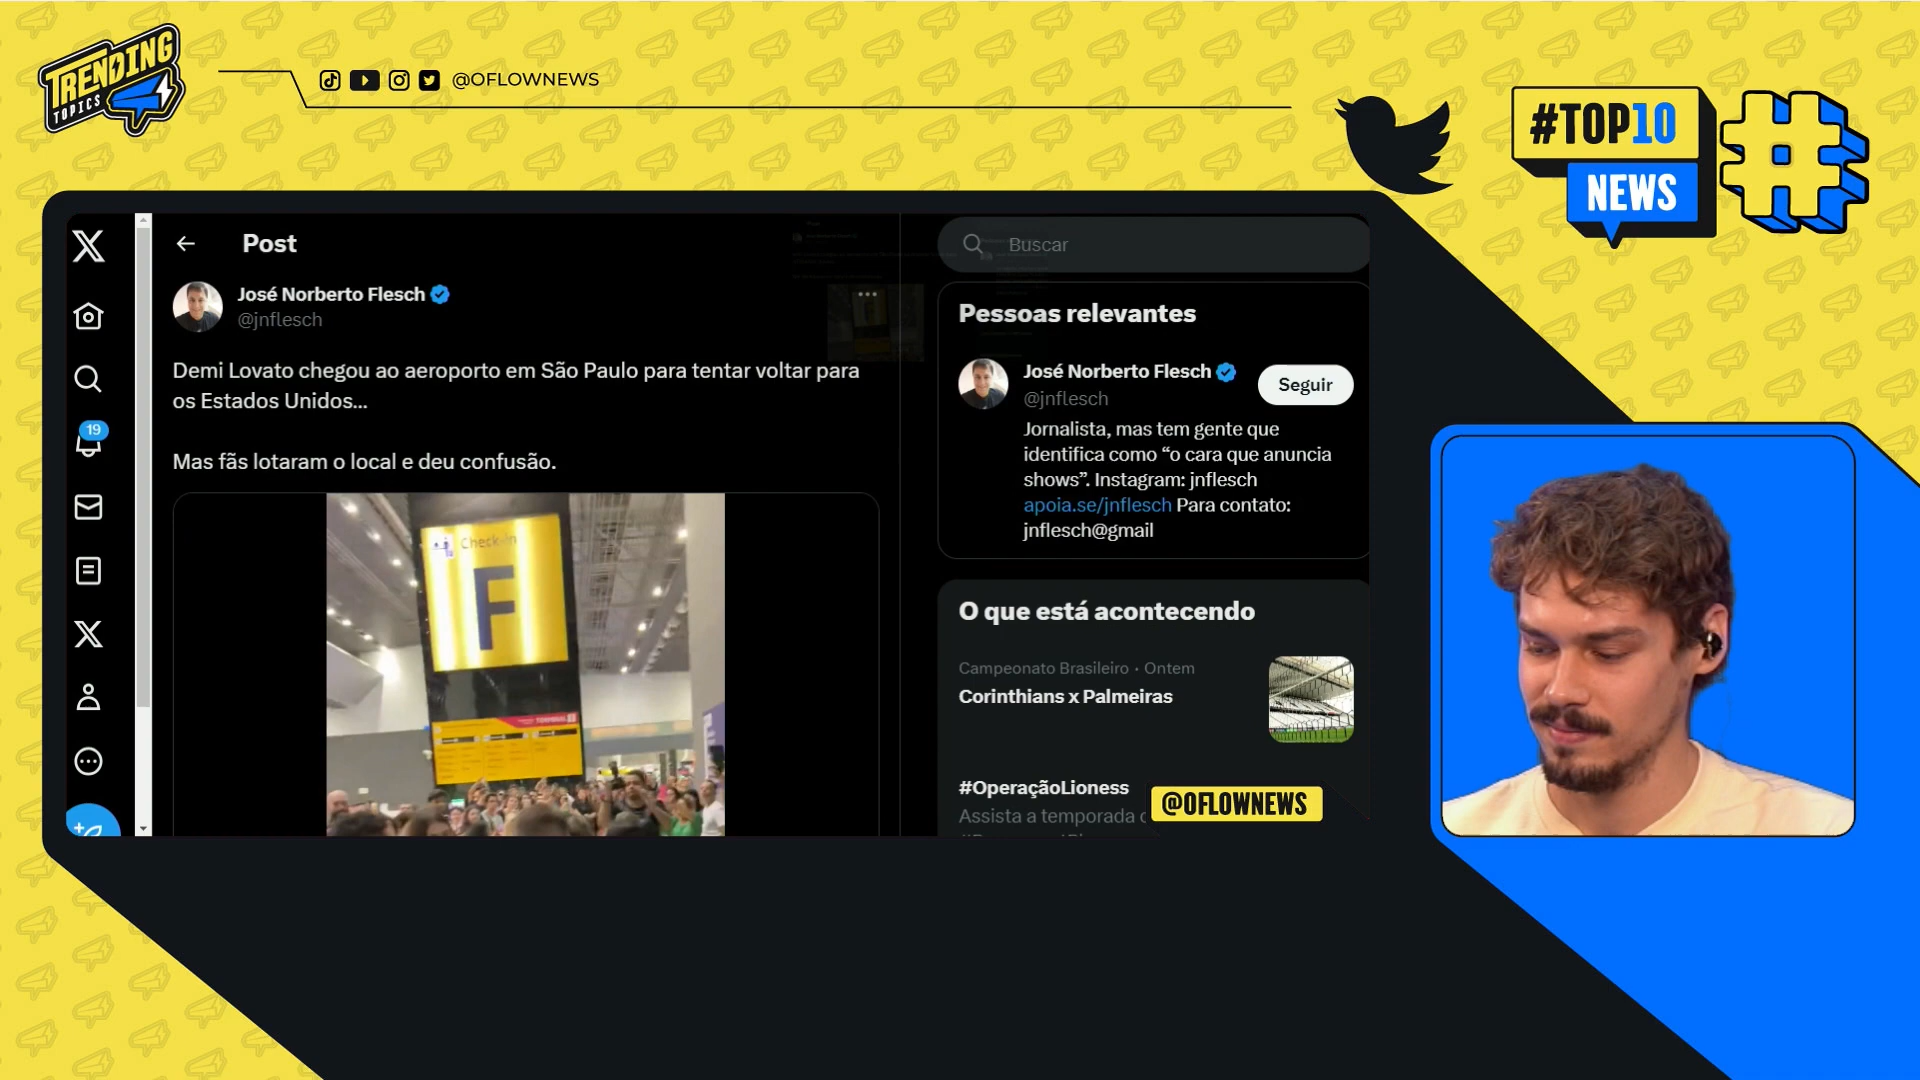 TRENDING
TOPICS
@OFLOWNEWS
#TOP10
NEWS
Post
Buscar
José Norberto Flesch
@jnflesch
Demi Lovato chegou ao aeroporto em São Paulo para tentar voltar para
os Estados Unidos...
Mas fãs lotaram o local e deu confusão.
19
Check-in
F
Pessoas relevantes
José Norberto Flesch
@jnflesch
Seguir
Jornalista, mas tem gente que
identifica como “o cara que anuncia
shows”. Instagram: jnflesch
apoia.se/jnflesch Para contato:
jnflesch@gmail
O que está acontecendo
Campeonato Brasileiro · Ontem
Corinthians x Palmeiras
#OperaçãoLioness
Assista a temporada
@OFLOWNEWS